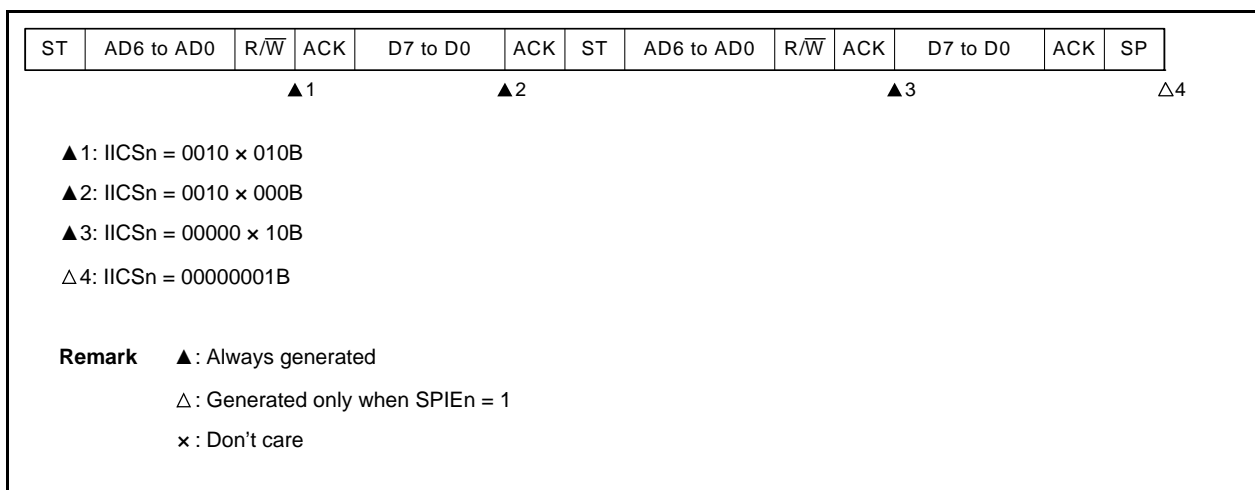 ST AD6 to AD0 R/W̅ ACK D7 to D0 ACK ST AD6 to AD0 R/W̅ ACK D7 to D0 ACK SP
▲1 ▲2 ▲3 △4
▲1: IICSn = 0010 × 010B
▲2: IICSn = 0010 × 000B
▲3: IICSn = 00000 × 10B
△4: IICSn = 00000001B
Remark ▲: Always generated
△: Generated only when SPIEn = 1
×: Don't care